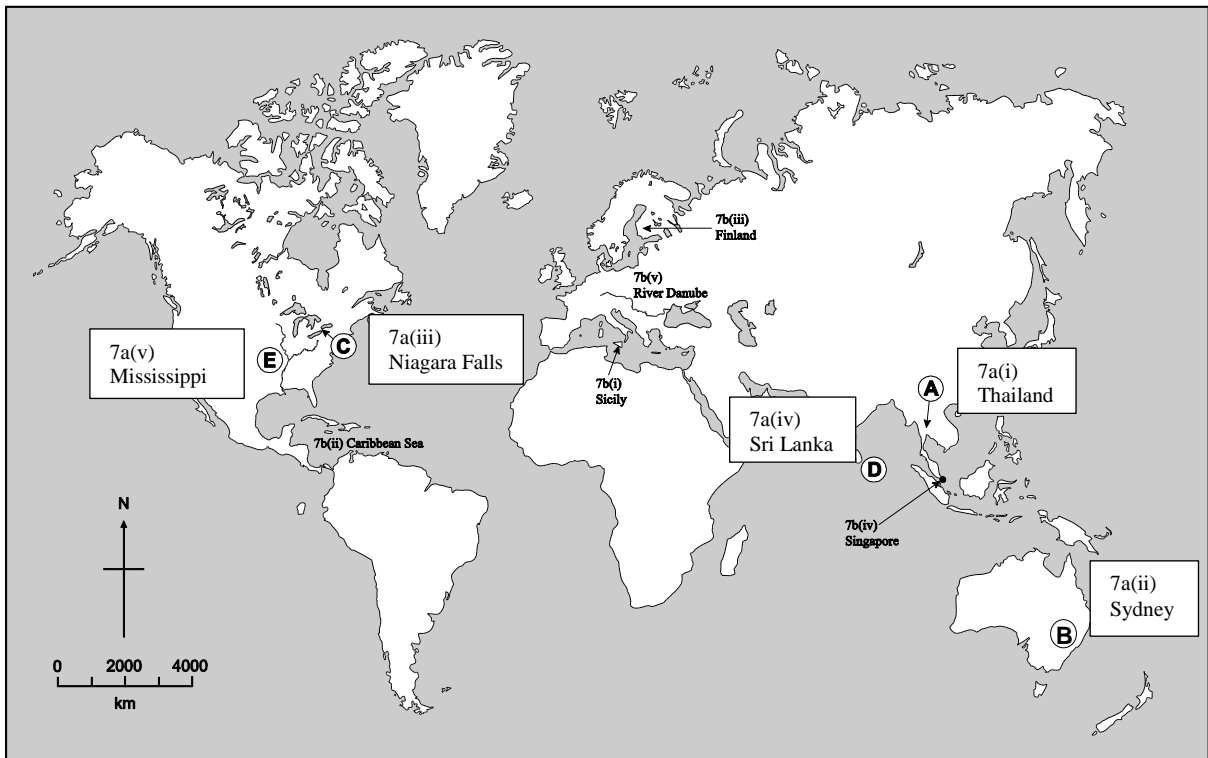 7b(iii)
Finland
7b(v)
River Danube
7a(v)
Mississippi
E
C
7a(iii)
Niagara Falls
7b(i)
Sicily
A
7a(i)
Thailand
7a(iv)
Sri Lanka
7b(ii) Caribbean Sea
D
7b(iv)
Singapore
N
7a(ii)
Sydney
B
0 2000 4000
km